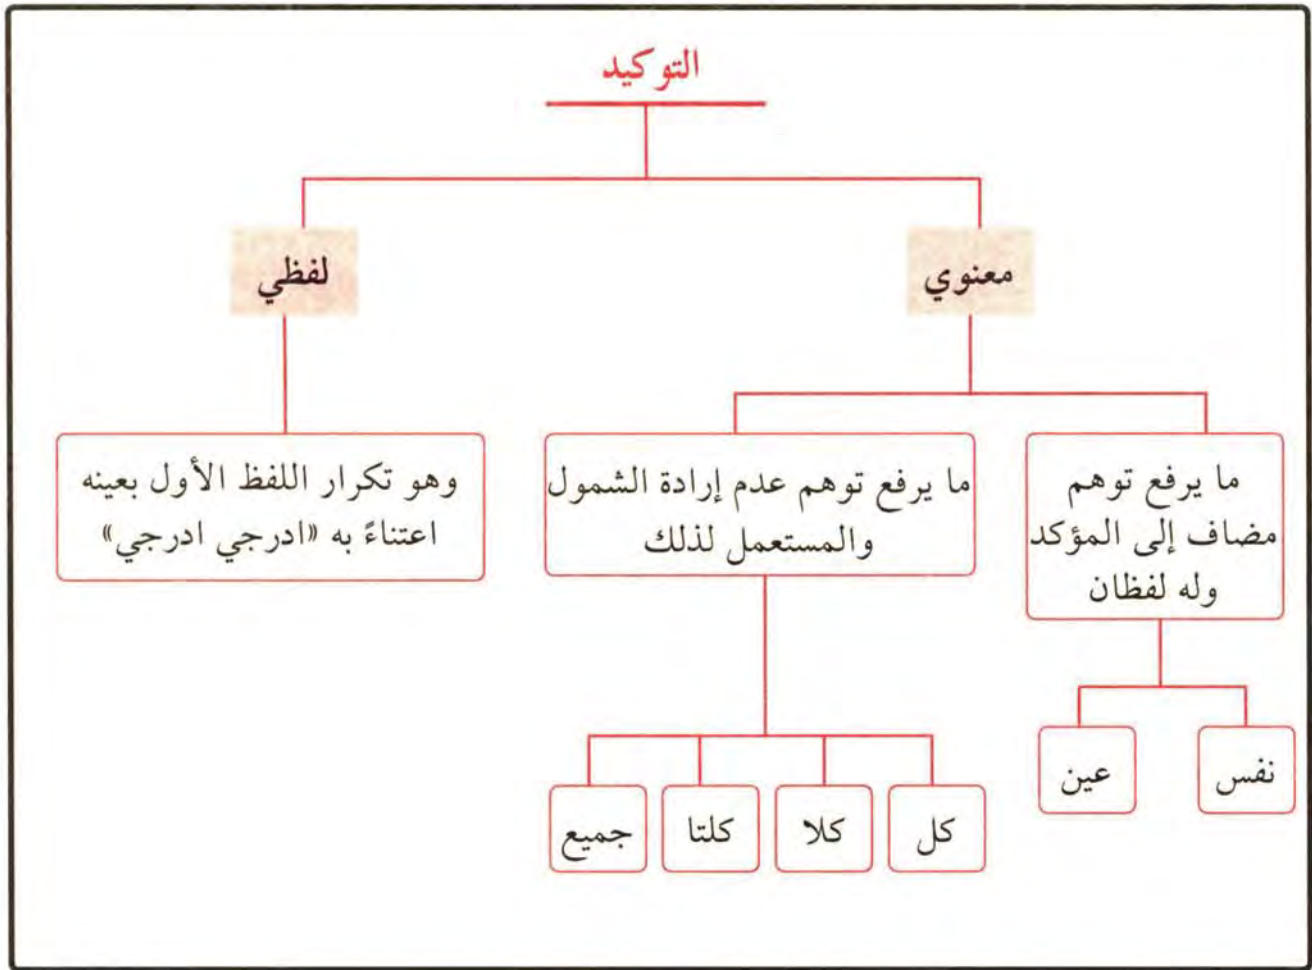 التوكيد
معنوي
لفظي
ما يرفع توهم
مضاف إلى المؤكد
وله لفظان
ما يرفع توهم عدم إرادة الشمول
والمستعمل لذلك
وهو تكرار اللفظ الأول بعينه
اعتناءً به «ادرجي ادرجي»
نفس
عين
كل
كلا
كلتا
جميع